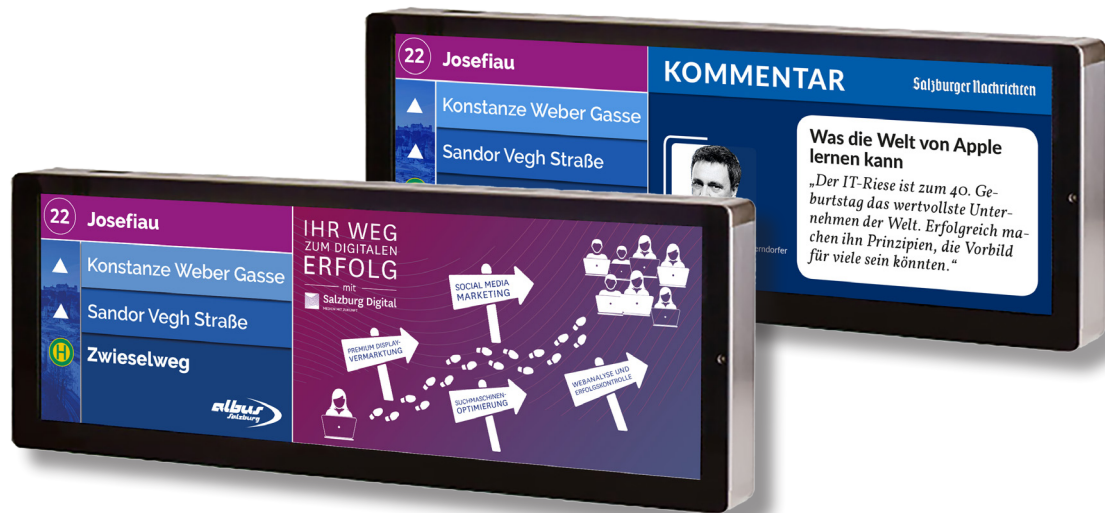 22 Josefiau
Konstanze Weber Gasse
Sandor Vegh Straße
KOMMENTAR
Salzburger Nachrichten
Was die Welt von Apple
lernen kann
„Der IT-Riese ist zum 40. Ge-
burtstag das wertvollste Unter-
nehmen der Welt. Erfolgreich ma-
chen ihn Prinzipien, die Vorbild
für viele sein könnten.“
erndorfer
22 Josefiau
Konstanze Weber Gasse
Sandor Vegh Straße
H Zwieselweg
albus
Salzburg
IHR WEG
ZUM DIGITALEN
ERFOLG
mit
Salzburg Digital
SOCIAL MEDIA
MARKETING
PREMIUM DISPLAY-
VERMARKTUNG
SUCHMASCHINEN-
OPTIMIERUNG
WEBANALYSE UND
ERFOLGSKONTROLLE